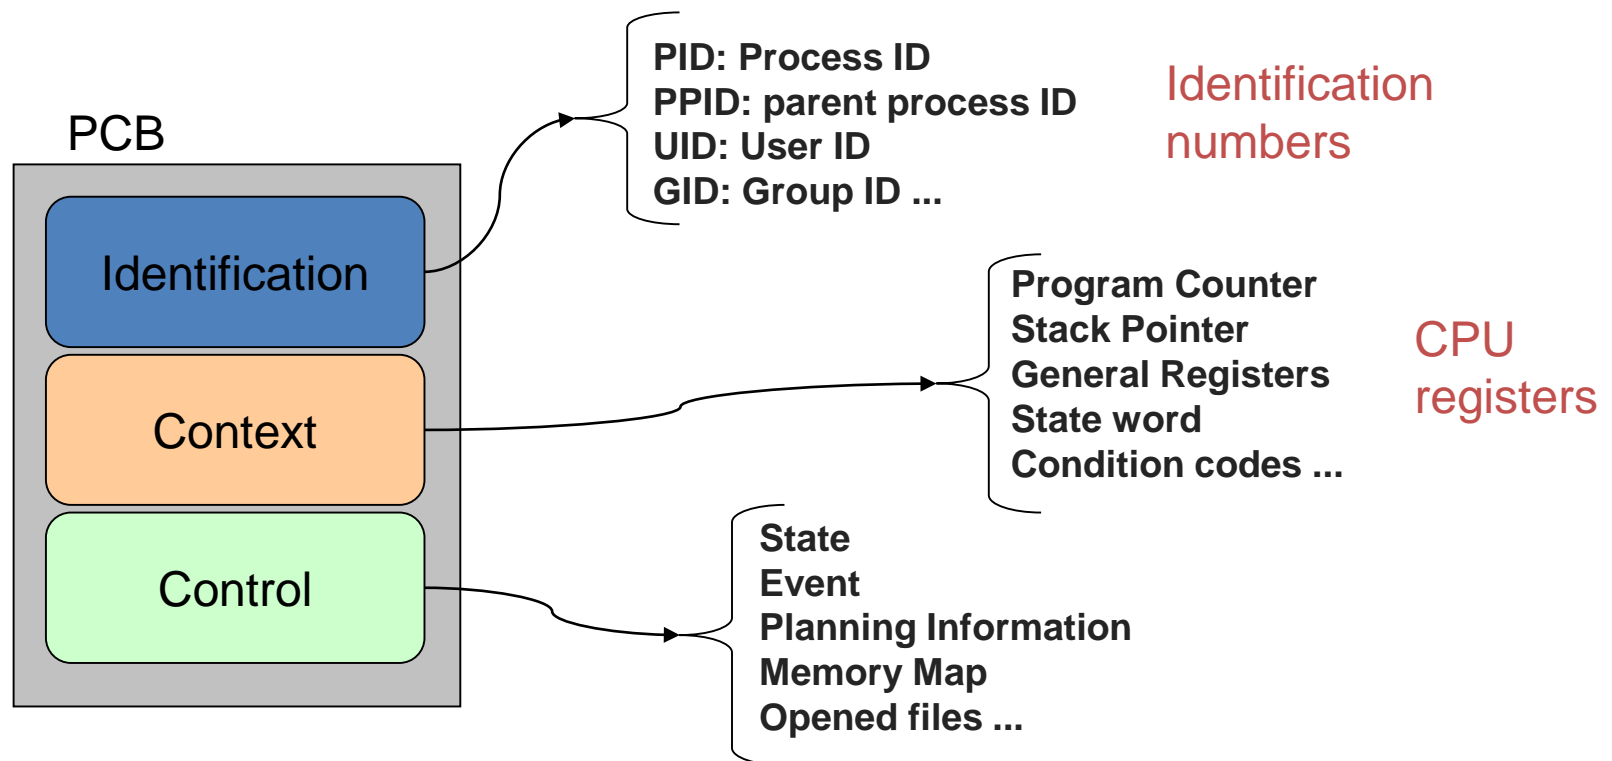 PCB
Identification
Context
Control
PID: Process ID
PPID: parent process ID
UID: User ID
GID: Group ID ...
Identification
numbers
Program Counter
Stack Pointer
General Registers
State word
Condition codes ...
CPU
registers
State
Event
Planning Information
Memory Map
Opened files ...